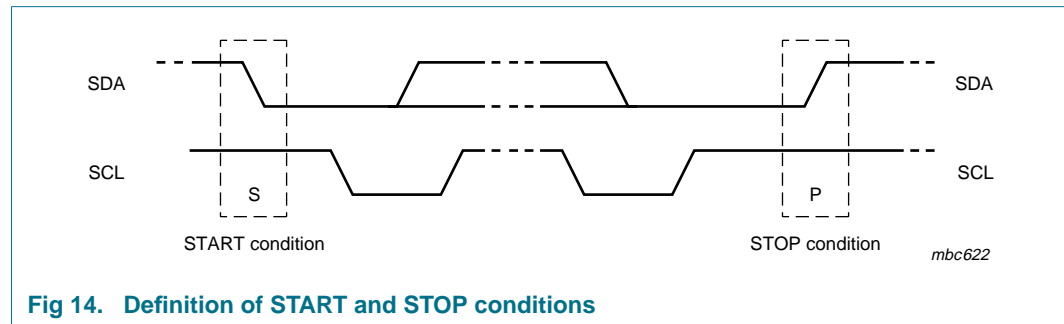 SDA SDA
SCL SCL
S P
START condition STOP condition
mbc622
Fig 14. Definition of START and STOP conditions